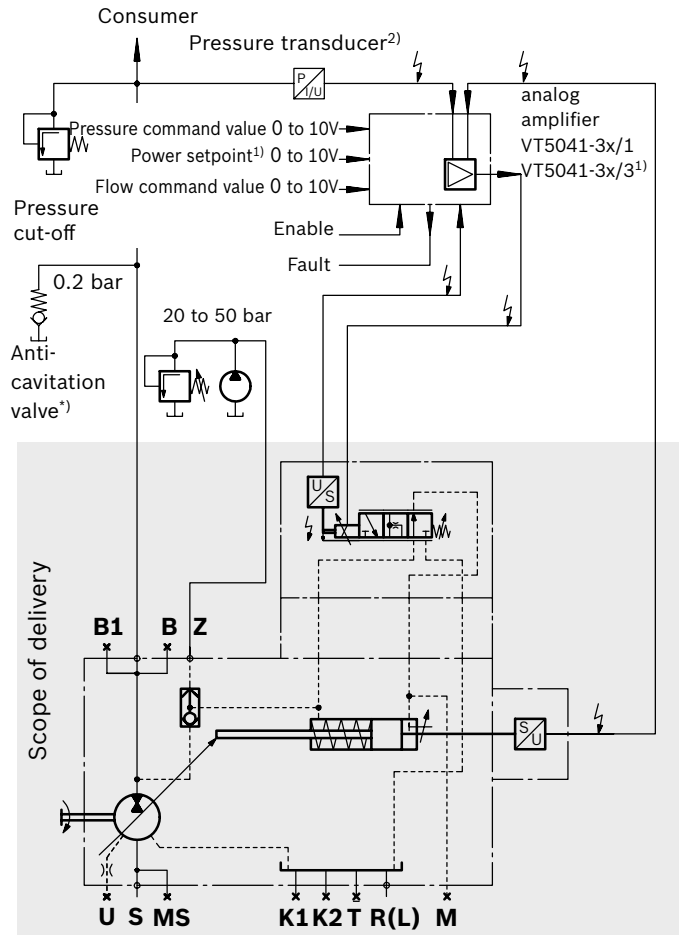 Consumer
Pressure transducer2)
P
I/U
analog
amplifier
VT5041-3x/1
VT5041-3x/31)
Pressure command value 0 to 10V
Power setpoint1) 0 to 10V
Flow command value 0 to 10V
Pressure
cut-off
Enable
Fault
0.2 bar
20 to 50 bar
Anti-
cavitation
valve*)
U
S
Scope of delivery
B1 B Z
S
U
U S MS K1 K2 T R(L) M